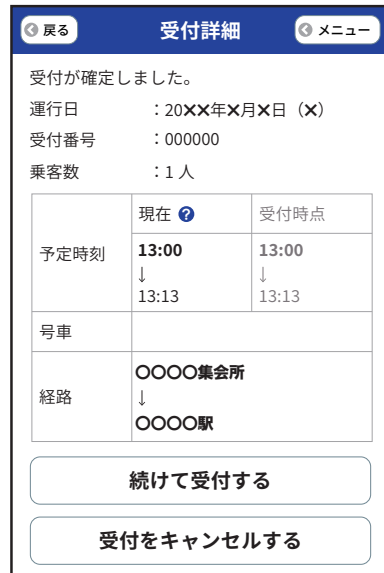 戻る 受付詳細 メニュー
受付が確定しました。
運行日 :20××年×月×日(×)
受付番号 :000000
乗客数 :1人
現在 ? 受付時点
予定時刻 13:00 13:00
↓ ↓
13:13 13:13
号車
〇〇〇〇集会所
経路 ↓
〇〇〇〇駅
続けて受付する
受付をキャンセルする